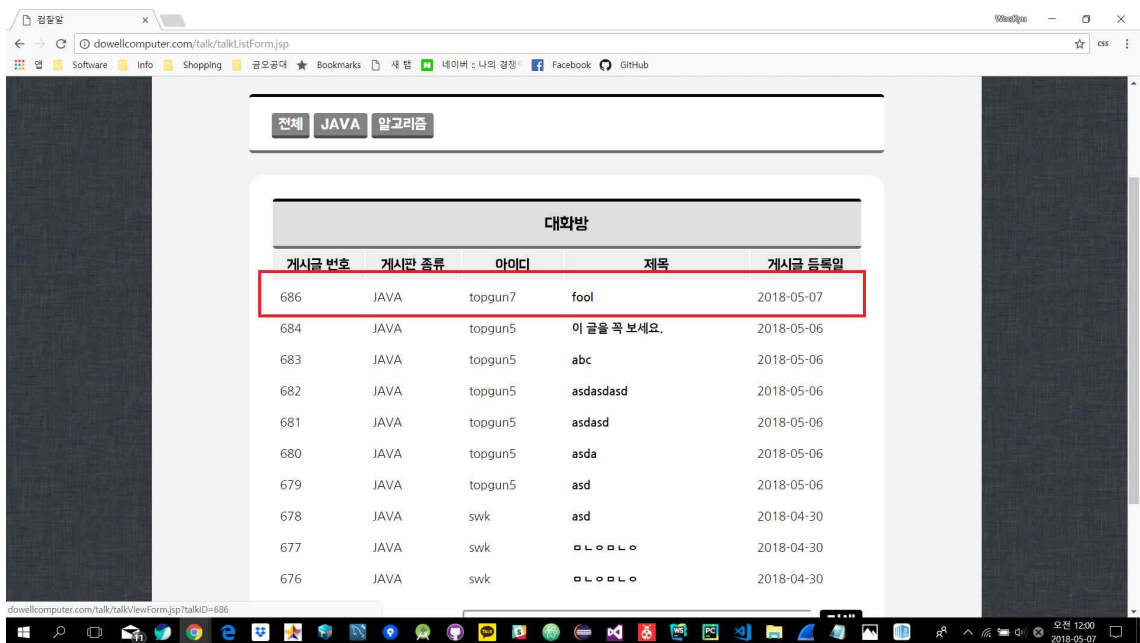 컴잘알
WooKyu
dowellcomputer.com/talk/talkListForm.jsp
css
앱 Software Info Shopping 금오공대 Bookmarks 새 탭 네이버 :: 나의 경쟁 Facebook GitHub
전체 JAVA 알고리즘
대화방
게시글 번호 게시판 종류 아이디 제목 게시글 등록일
686 JAVA topgun7 fool 2018-05-07
684 JAVA topgun5 이 글을 꼭 보세요. 2018-05-06
683 JAVA topgun5 abc 2018-05-06
682 JAVA topgun5 asdasdasd 2018-05-06
681 JAVA topgun5 asdasd 2018-05-06
680 JAVA topgun5 asda 2018-05-06
679 JAVA topgun5 asd 2018-05-06
678 JAVA swk asd 2018-04-30
677 JAVA swk ㅁㄴㅇㅁㄴㅇ 2018-04-30
676 JAVA swk ㅁㄴㅇㅁㄴㅇ 2018-04-30
dowellcomputer.com/talk/talkViewForm.jsp?talkID=686
오전 12:00
2018-05-07